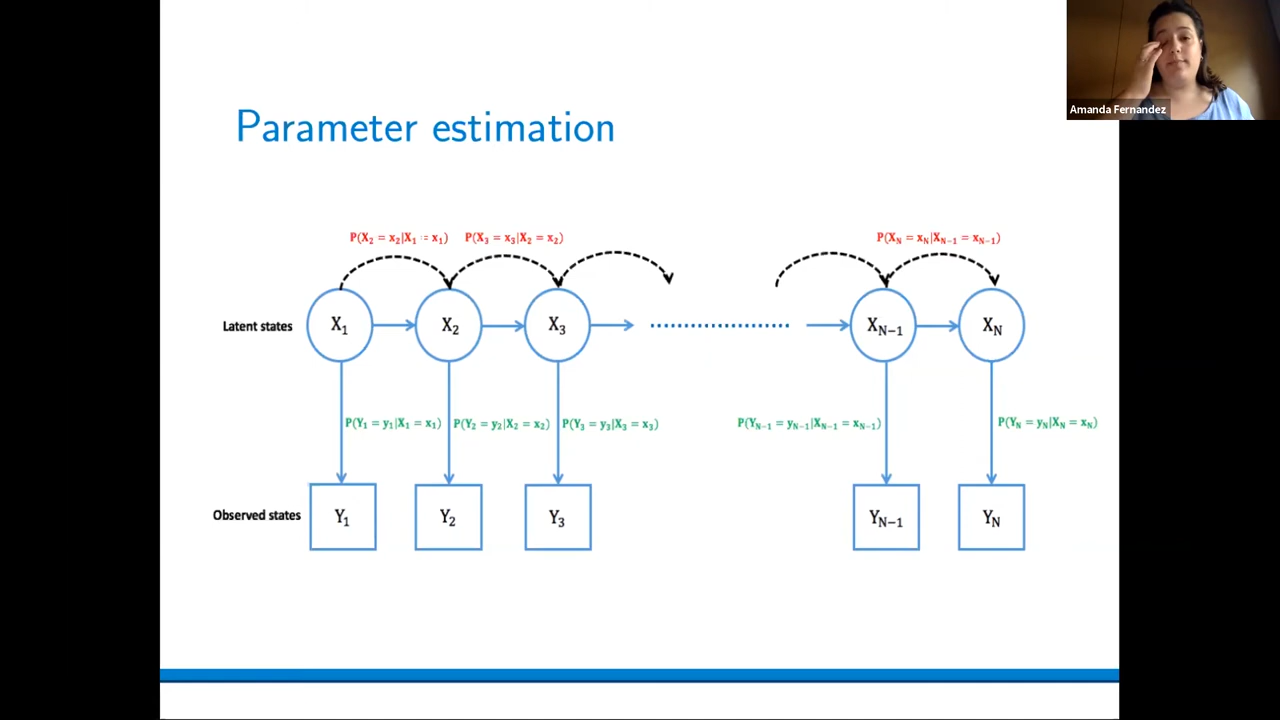 Amanda Fernandez
Parameter estimation
P(X₂ = x₂|X₁ = x₁) P(X₃ = x₃|X₂ = x₂) P(X_N = x_N|X_{N−1} = x_{N−1})
Latent states X₁ X₂ X₃ X_{N−1} X_N
P(Y₁ = y₁|X₁ = x₁) P(Y₂ = y₂|X₂ = x₂) P(Y₃ = y₃|X₃ = x₃) P(Y_{N−1} = y_{N−1}|X_{N−1} = x_{N−1}) P(Y_N = y_N|X_N = x_N)
Observed states Y₁ Y₂ Y₃ Y_{N−1} Y_N